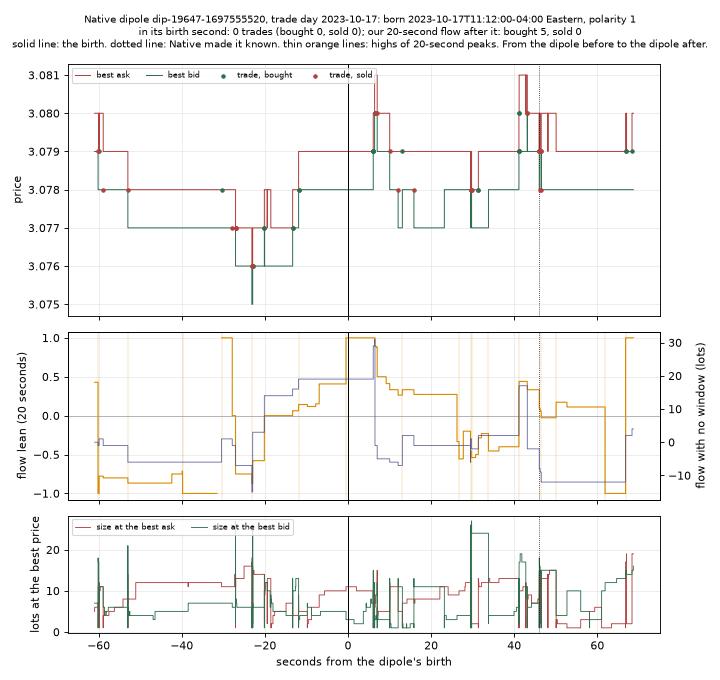 Native dipole dip-19647-1697555520, trade day 2023-10-17: born 2023-10-17T11:12:00-04:00 Eastern, polarity 1
in its birth second: 0 trades (bought 0, sold 0); our 20-second flow after it: bought 5, sold 0
solid line: the birth. dotted line: Native made it known. thin orange lines: highs of 20-second peaks. From the dipole before to the dipole after.
best ask
best bid
trade, bought
trade, sold
3.081
3.080
3.079
3.078
3.077
3.076
3.075
price
1.0
0.5
0.0
−0.5
−1.0
flow lean (20 seconds)
30
20
10
0
−10
flow with no window (lots)
size at the best ask
size at the best bid
20
10
0
lots at the best price
−60
−40
−20
0
20
40
60
seconds from the dipole's birth